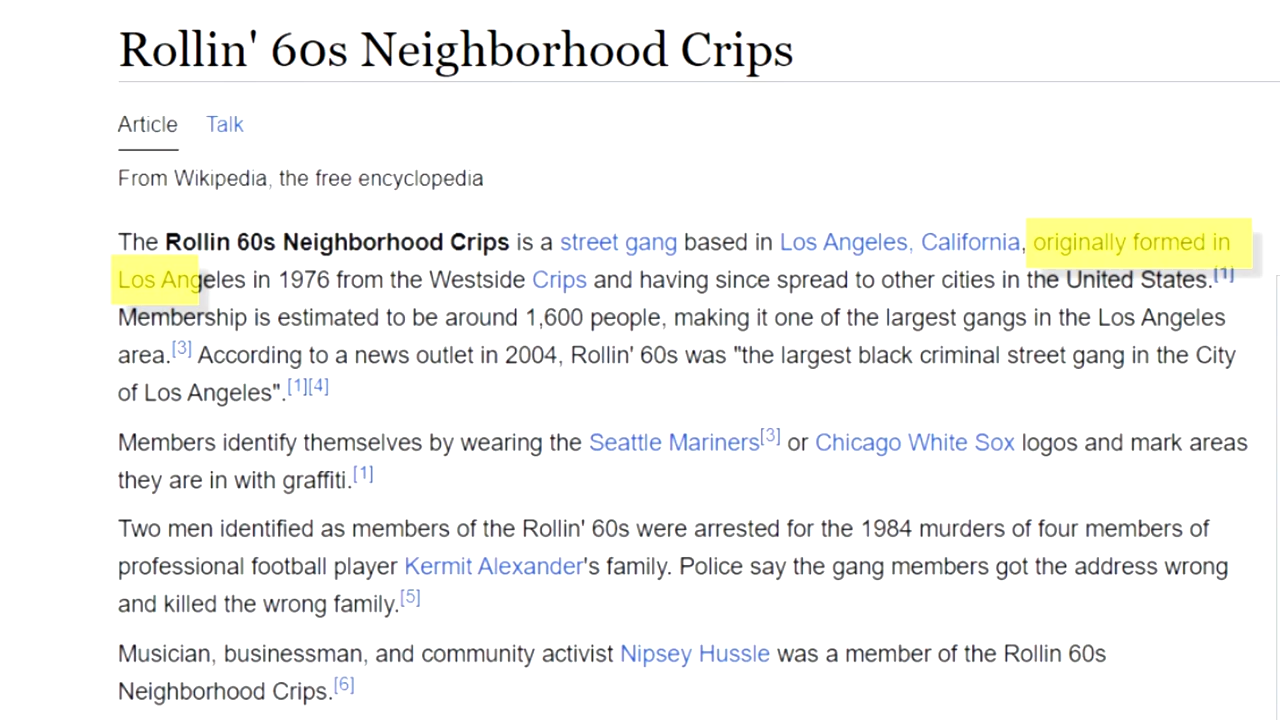 Rollin' 60s Neighborhood Crips
Article Talk
From Wikipedia, the free encyclopedia
The Rollin 60s Neighborhood Crips is a street gang based in Los Angeles, California, originally formed in
Los Angeles in 1976 from the Westside Crips and having since spread to other cities in the United States.[1]
Membership is estimated to be around 1,600 people, making it one of the largest gangs in the Los Angeles
area.[3] According to a news outlet in 2004, Rollin' 60s was "the largest black criminal street gang in the City
of Los Angeles".[1][4]
Members identify themselves by wearing the Seattle Mariners[3] or Chicago White Sox logos and mark areas
they are in with graffiti.[1]
Two men identified as members of the Rollin' 60s were arrested for the 1984 murders of four members of
professional football player Kermit Alexander's family. Police say the gang members got the address wrong
and killed the wrong family.[5]
Musician, businessman, and community activist Nipsey Hussle was a member of the Rollin 60s
Neighborhood Crips.[6]